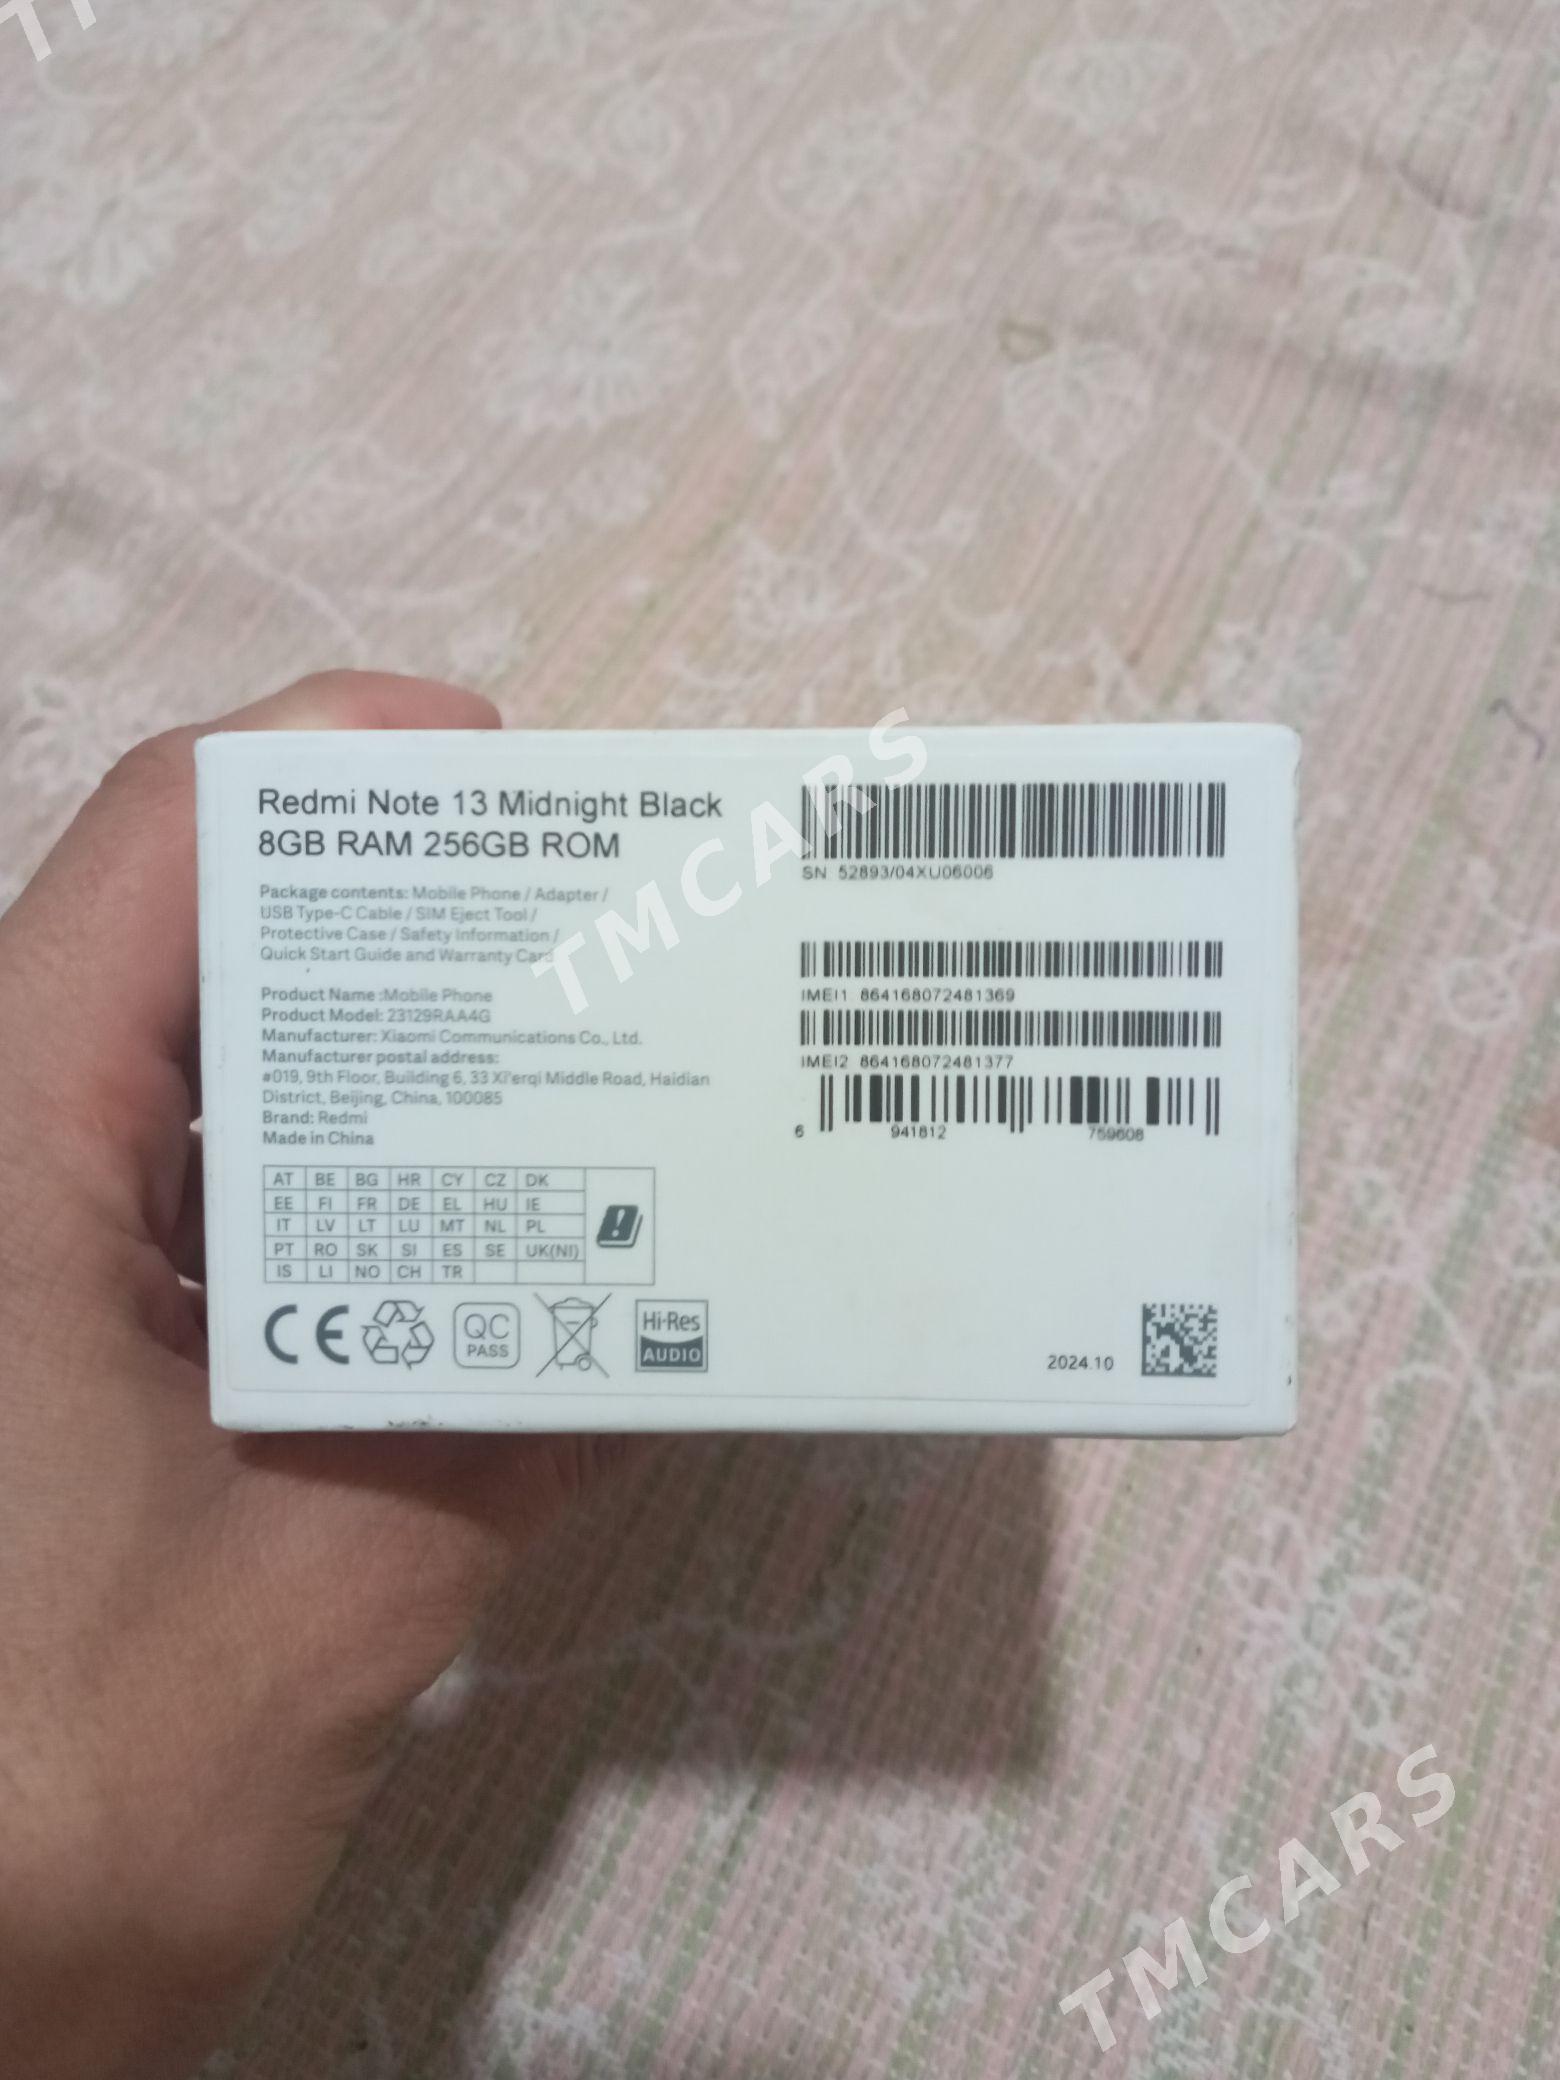 Redmi Note 13 Midnight Black
8GB RAM 256GB ROM
Package contents: Mobile Phone / Adapter /
USB Type-C Cable / SIM Eject Tool /
Protective Case / Safety Information /
Quick Start Guide and Warranty Card
Product Name :Mobile Phone
Product Model: 23129RAA4G
Manufacturer: Xiaomi Communications Co., Ltd.
Manufacturer postal address:
#019, 9th Floor, Building 6, 33 Xi'erqi Middle Road, Haidian
District, Beijing, China, 100085
Brand: Redmi
Made in China
AT BE BG HR CY CZ DK
EE FI FR DE EL HU IE
IT LV LT LU MT NL PL
PT RO SK SI ES SE UK(NI)
IS LI NO CH TR
CE
QC
PASS
Hi-Res
AUDIO
SN 52893/04XU06006
IMEI1 864168072481369
IMEI2 864168072481377
6 941812 759608
2024.10
TMCARS
TMCARS